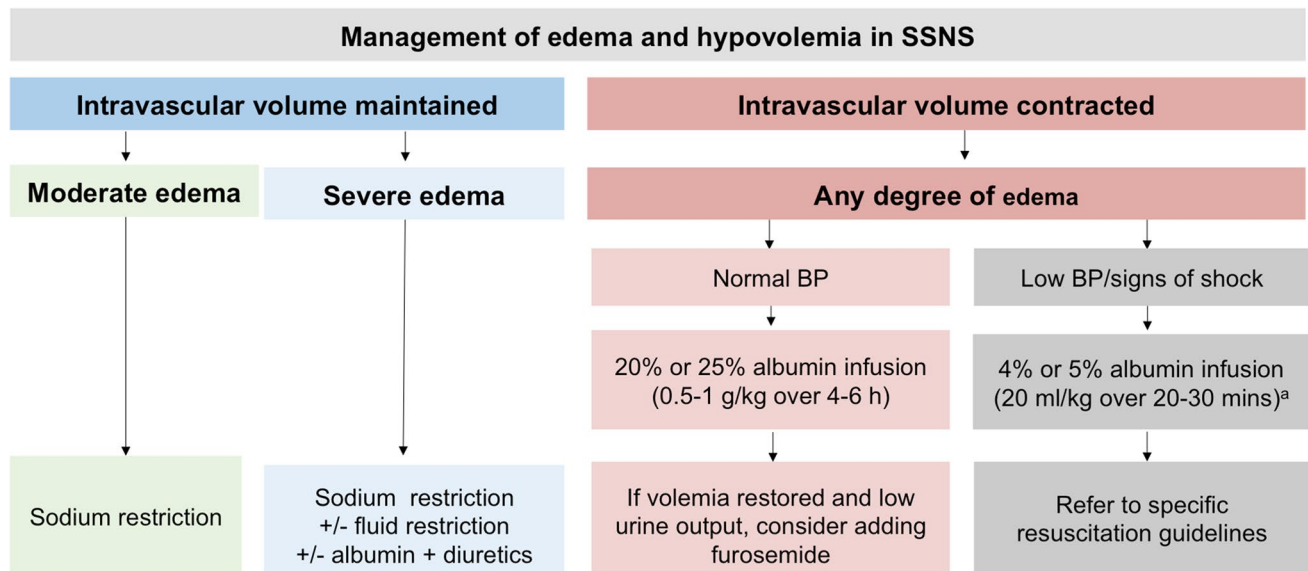 Management of edema and hypovolemia in SSNS
Intravascular volume maintained
Intravascular volume contracted
Moderate edema
Severe edema
Any degree of edema
Normal BP
Low BP/signs of shock
20% or 25% albumin infusion
(0.5-1 g/kg over 4-6 h)
4% or 5% albumin infusion
(20 ml/kg over 20-30 mins)ᵃ
Sodium restriction
Sodium restriction
+/- fluid restriction
+/- albumin + diuretics
If volemia restored and low
urine output, consider adding
furosemide
Refer to specific
resuscitation guidelines